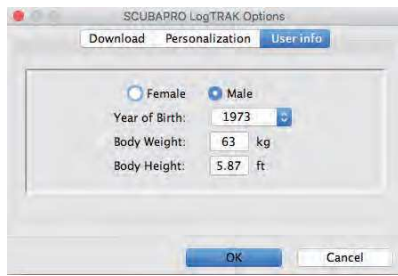 SCUBAPRO LogTRAK Options
Download Personalization User info
Female Male
Year of Birth: 1973
Body Weight: 63 kg
Body Height: 5.87 ft
OK Cancel